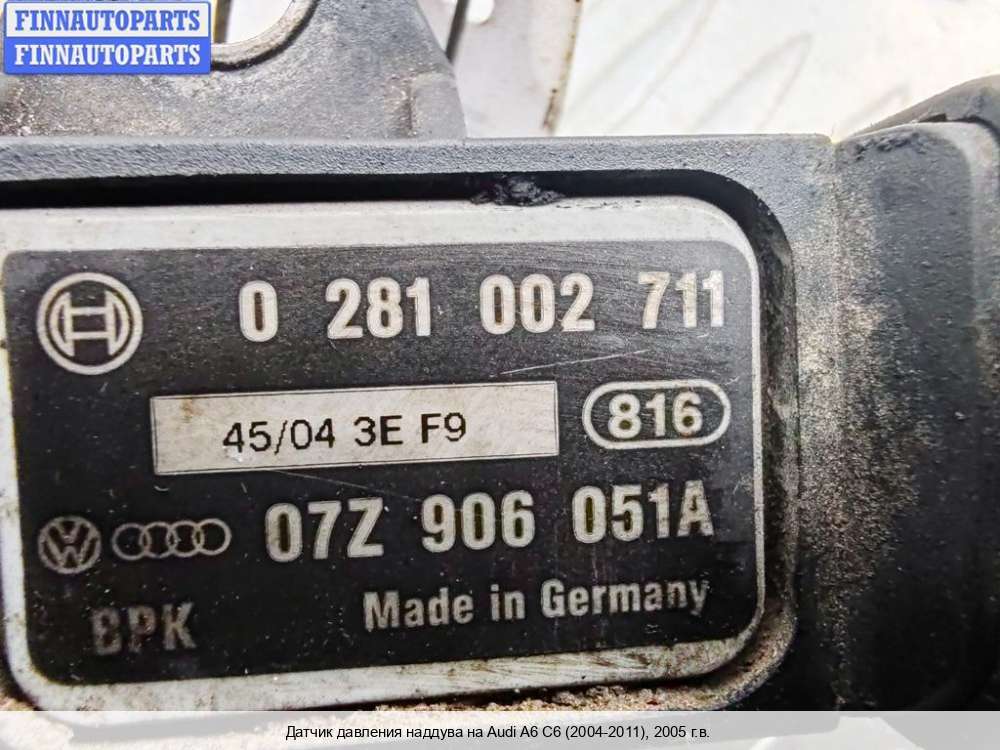 FINNAUTOPARTS
FINNAUTOPARTS
0 281 002 711
45/04 3E F9
816
07Z 906 051A
BPK
Made in Germany
Датчик давления наддува на Audi A6 C6 (2004-2011), 2005 г.в.